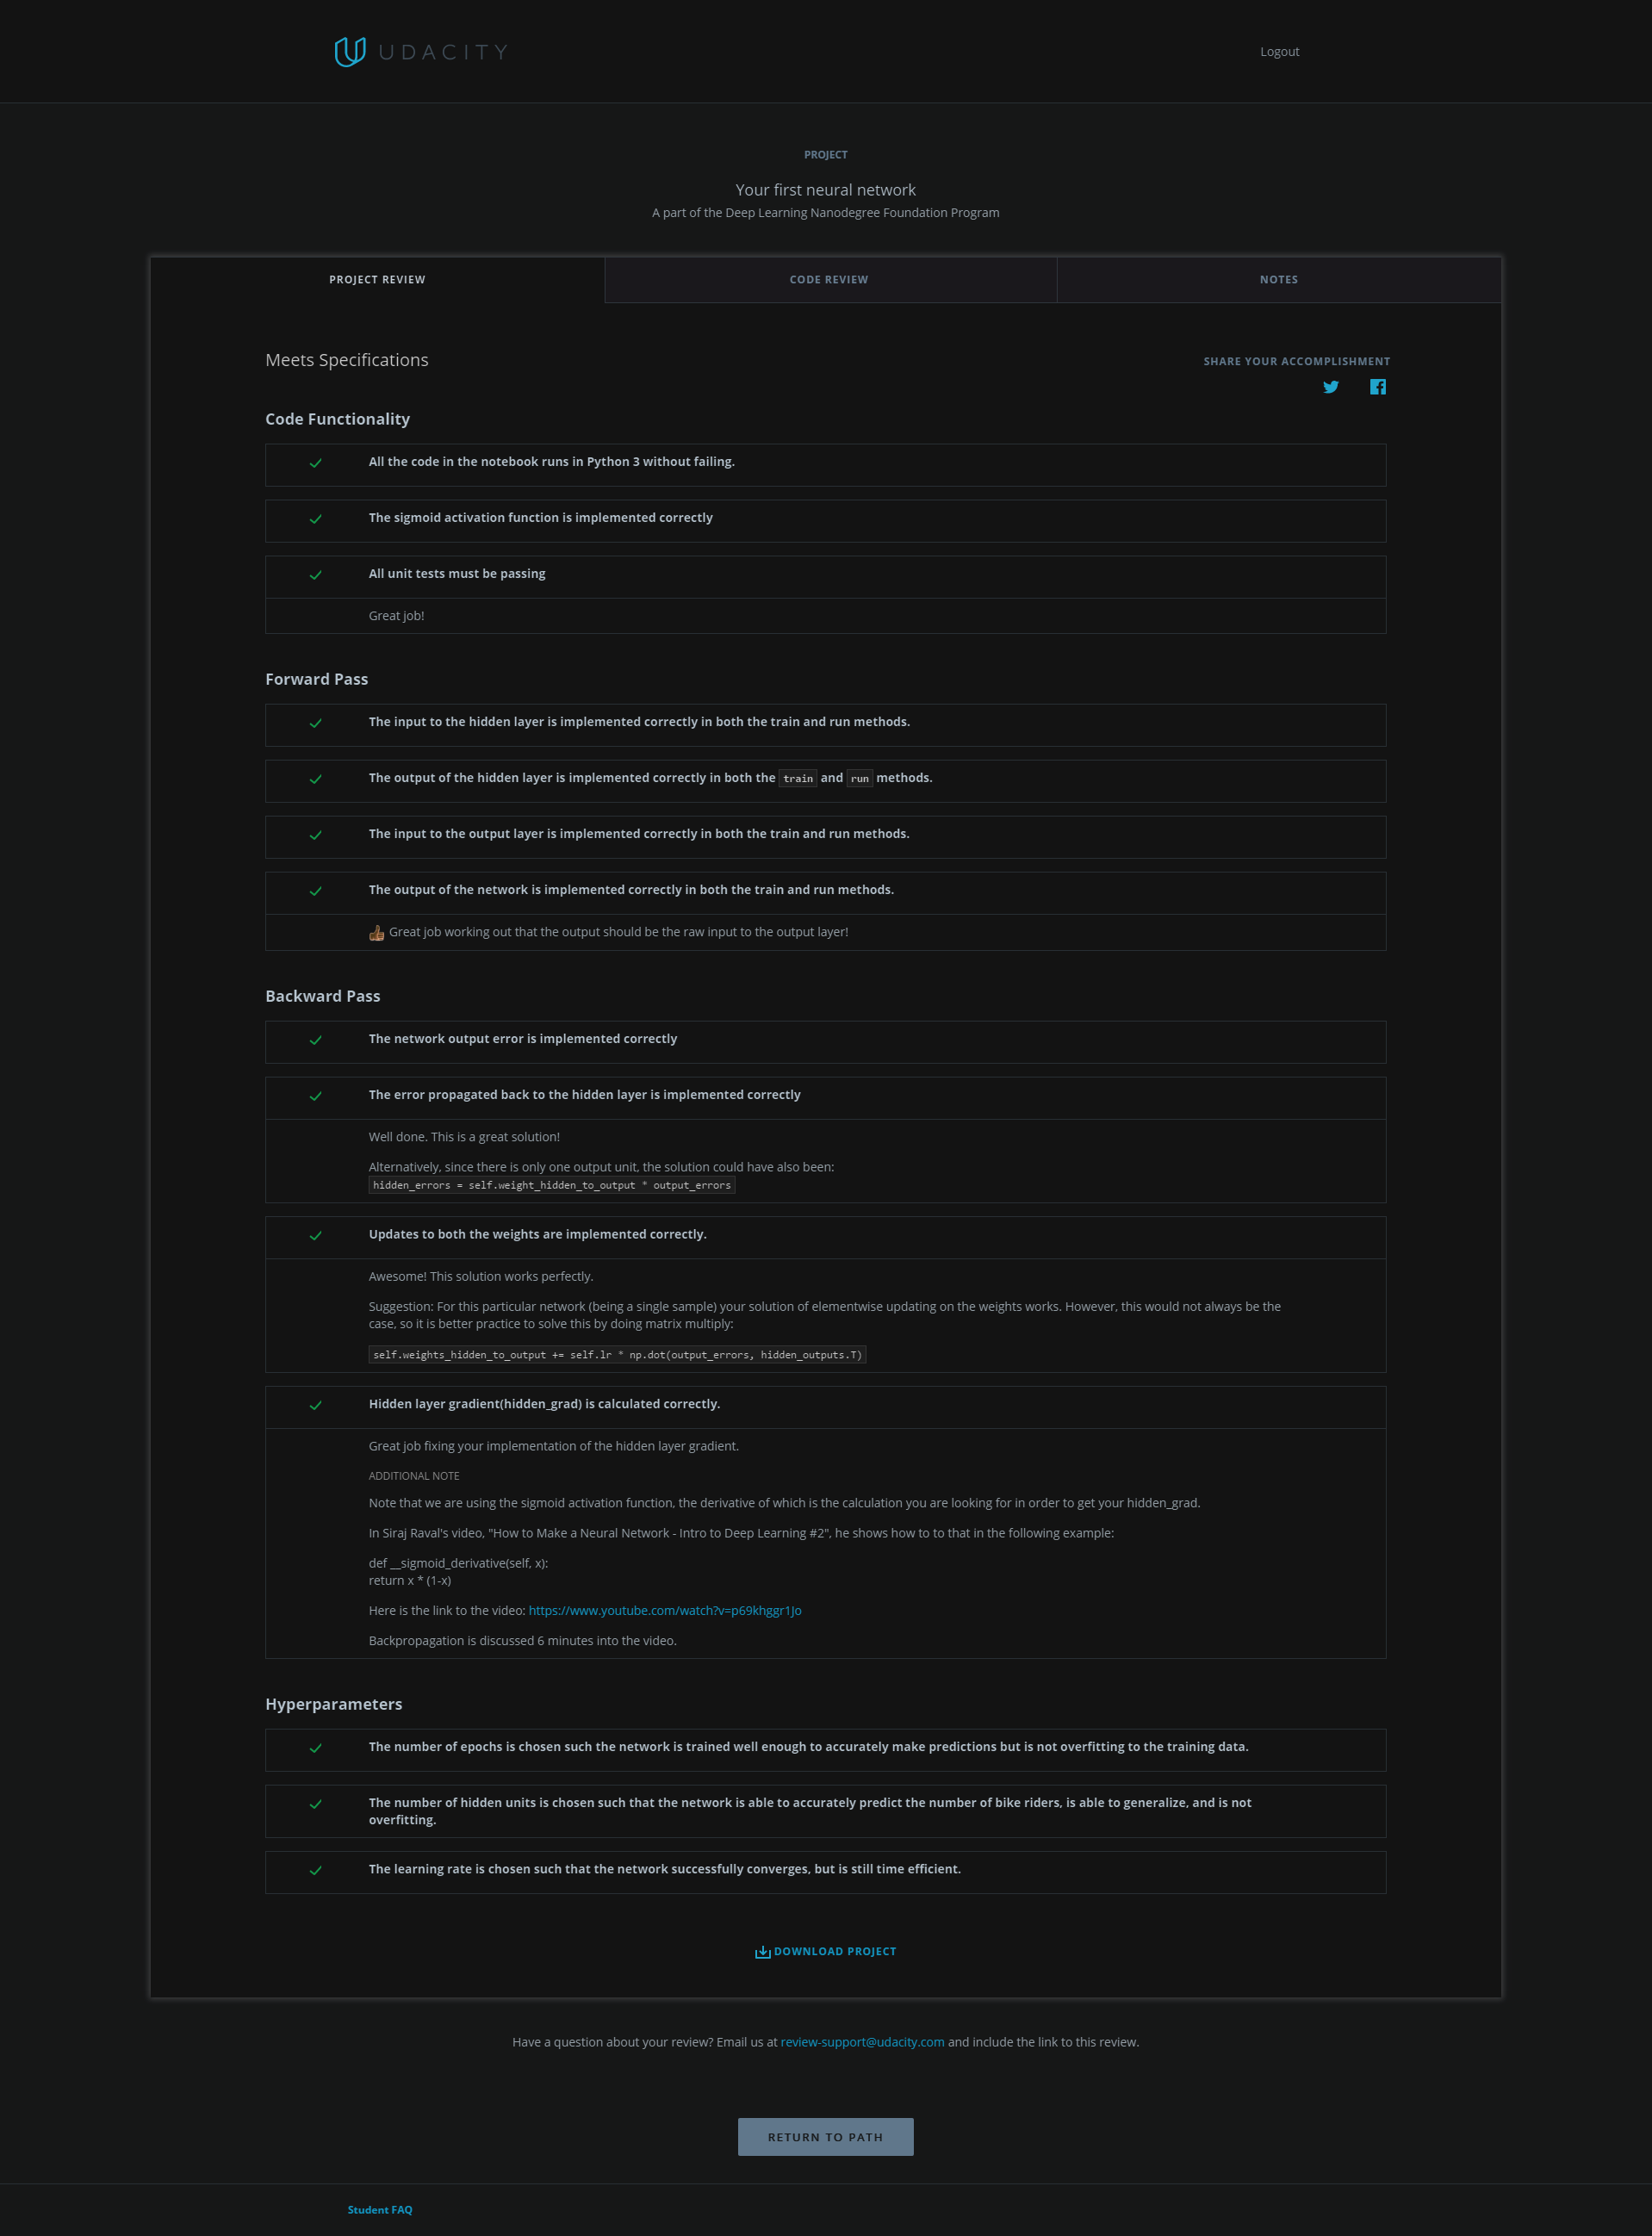 UDACITY
Logout
PROJECT
Your first neural network
A part of the Deep Learning Nanodegree Foundation Program
PROJECT REVIEW
CODE REVIEW
NOTES
Meets Specifications
SHARE YOUR ACCOMPLISHMENT
Code Functionality
All the code in the notebook runs in Python 3 without failing.
The sigmoid activation function is implemented correctly
All unit tests must be passing
Great job!
Forward Pass
The input to the hidden layer is implemented correctly in both the train and run methods.
The output of the hidden layer is implemented correctly in both the train and run methods.
The input to the output layer is implemented correctly in both the train and run methods.
The output of the network is implemented correctly in both the train and run methods.
👍🏾 Great job working out that the output should be the raw input to the output layer!
Backward Pass
The network output error is implemented correctly
The error propagated back to the hidden layer is implemented correctly
Well done. This is a great solution!
Alternatively, since there is only one output unit, the solution could have also been:
hidden_errors = self.weight_hidden_to_output * output_errors
Updates to both the weights are implemented correctly.
Awesome! This solution works perfectly.
Suggestion: For this particular network (being a single sample) your solution of elementwise updating on the weights works. However, this would not always be the
case, so it is better practice to solve this by doing matrix multiply:
self.weights_hidden_to_output += self.lr * np.dot(output_errors, hidden_outputs.T)
Hidden layer gradient(hidden_grad) is calculated correctly.
Great job fixing your implementation of the hidden layer gradient.
ADDITIONAL NOTE
Note that we are using the sigmoid activation function, the derivative of which is the calculation you are looking for in order to get your hidden_grad.
In Siraj Raval's video, "How to Make a Neural Network - Intro to Deep Learning #2", he shows how to to that in the following example:
def __sigmoid_derivative(self, x):
return x * (1-x)
Here is the link to the video: https://www.youtube.com/watch?v=p69khggr1Jo
Backpropagation is discussed 6 minutes into the video.
Hyperparameters
The number of epochs is chosen such the network is trained well enough to accurately make predictions but is not overfitting to the training data.
The number of hidden units is chosen such that the network is able to accurately predict the number of bike riders, is able to generalize, and is not
overfitting.
The learning rate is chosen such that the network successfully converges, but is still time efficient.
DOWNLOAD PROJECT
Have a question about your review? Email us at review-support@udacity.com and include the link to this review.
RETURN TO PATH
Student FAQ